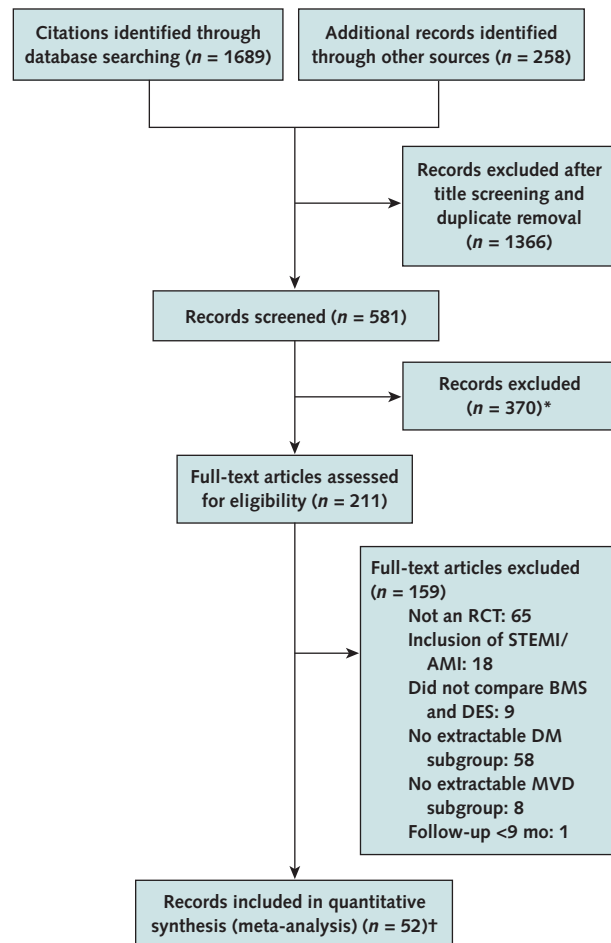 Citations identified through
database searching (n = 1689)
Additional records identified
through other sources (n = 258)
Records excluded after
title screening and
duplicate removal
(n = 1366)
Records screened (n = 581)
Records excluded
(n = 370)*
Full-text articles assessed
for eligibility (n = 211)
Full-text articles excluded
(n = 159)
Not an RCT: 65
Inclusion of STEMI/
AMI: 18
Did not compare BMS
and DES: 9
No extractable DM
subgroup: 58
No extractable MVD
subgroup: 8
Follow-up <9 mo: 1
Records included in quantitative
synthesis (meta-analysis) (n = 52)†